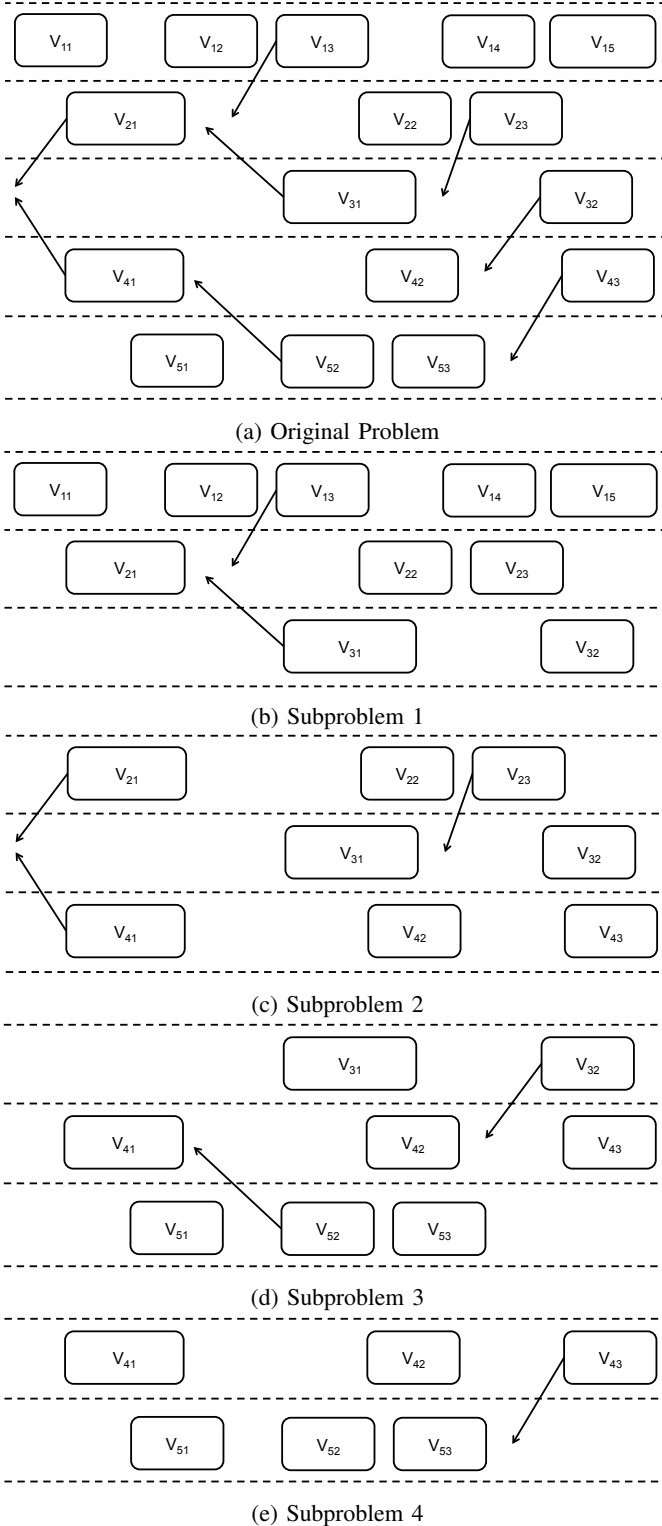 V11 V12 V13 V14 V15
V21 V22 V23
V31 V32
V41 V42 V43
V51 V52 V53
(a) Original Problem
V11 V12 V13 V14 V15
V21 V22 V23
V31 V32
(b) Subproblem 1
V21 V22 V23
V31 V32
V41 V42 V43
(c) Subproblem 2
V31 V32
V41 V42 V43
V51 V52 V53
(d) Subproblem 3
V41 V42 V43
V51 V52 V53
(e) Subproblem 4